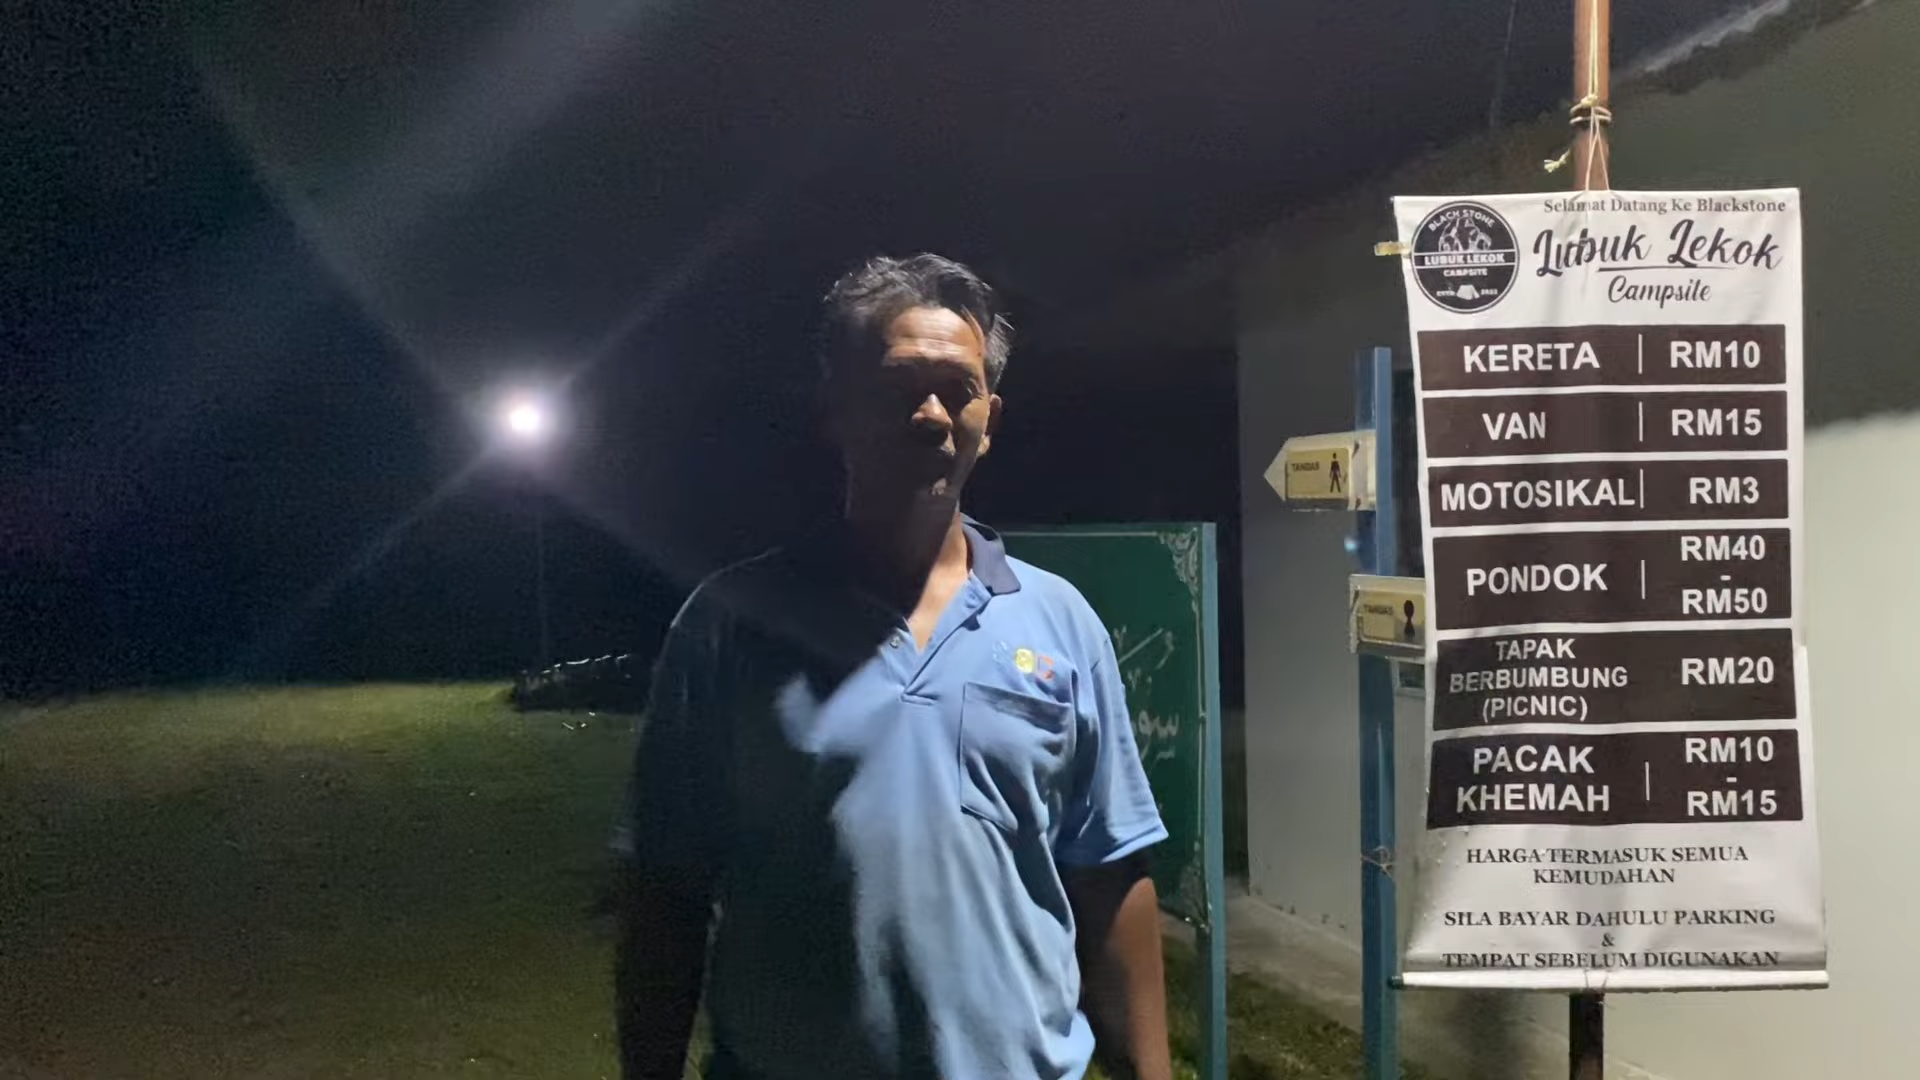 Selamat Datang Ke Blackstone
Lubuk Lekok
Campsite
BLACK STONE
LUBUK LEKOK
CAMPSITE
KERETA | RM10
VAN | RM15
MOTOSIKAL | RM3
PONDOK | RM40
-
RM50
TAPAK
BERBUMBUNG
(PICNIC)
RM20
PACAK
KHEMAH | RM10
-
RM15
HARGA TERMASUK SEMUA
KEMUDAHAN
SILA BAYAR DAHULU PARKING
&
TEMPAT SEBELUM DIGUNAKAN
TANDAS
TANDAS